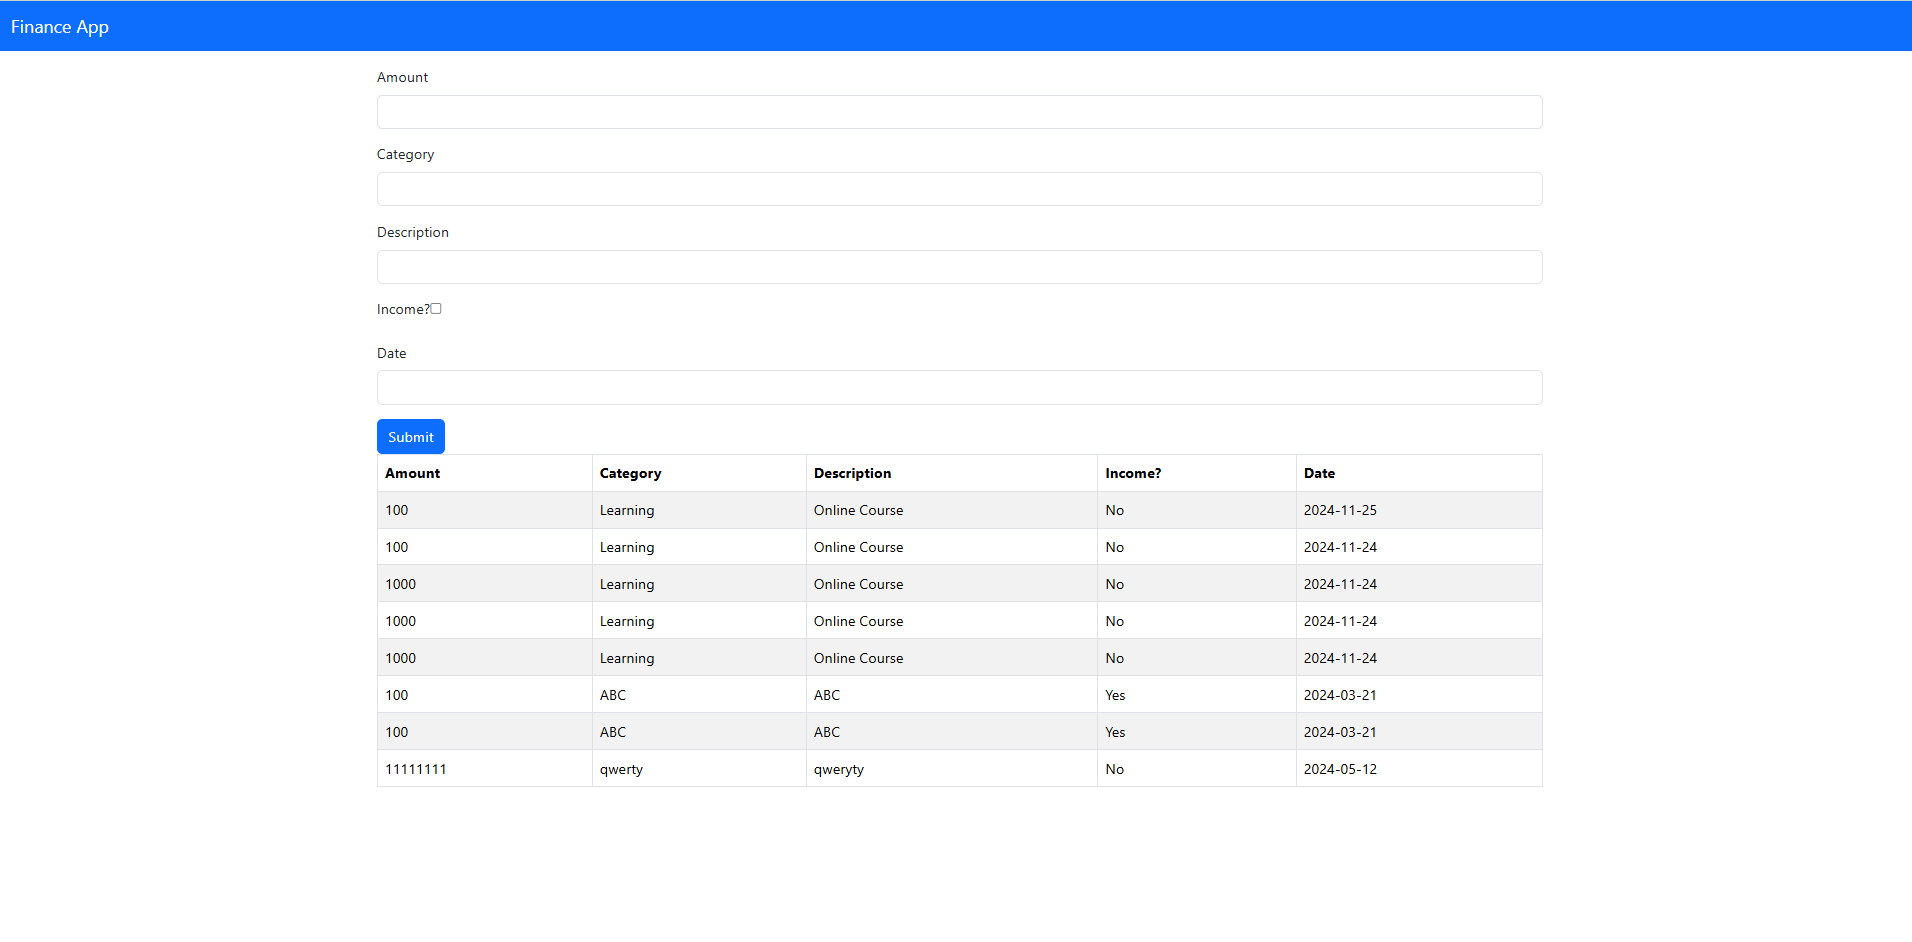 Finance App
Amount
Category
Description
Income?
Date
Submit
Amount Category Description Income? Date
100 Learning Online Course No 2024-11-25
100 Learning Online Course No 2024-11-24
1000 Learning Online Course No 2024-11-24
1000 Learning Online Course No 2024-11-24
1000 Learning Online Course No 2024-11-24
100 ABC ABC Yes 2024-03-21
100 ABC ABC Yes 2024-03-21
11111111 qwerty qweryty No 2024-05-12